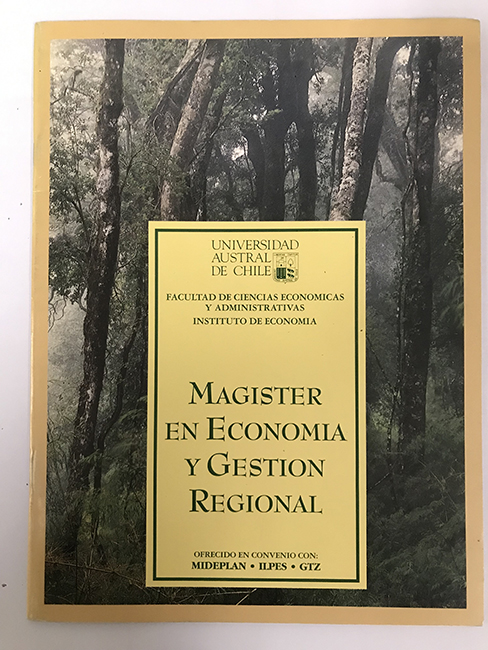 UNIVERSIDAD
AUSTRAL
DE CHILE
FACULTAD DE CIENCIAS ECONOMICAS
Y ADMINISTRATIVAS
INSTITUTO DE ECONOMIA
MAGISTER
EN ECONOMIA
Y GESTION
REGIONAL
OFRECIDO EN CONVENIO CON:
MIDEPLAN • ILPES • GTZ